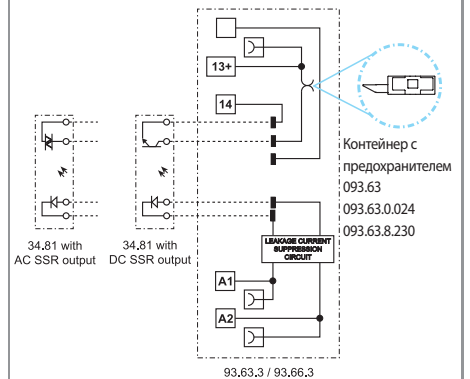 13+
14
Контейнер с
предохранителем
093.63
093.63.0.024
093.63.8.230
34.81 with
AC SSR output
34.81 with
DC SSR output
LEAKAGE CURRENT
SUPPRESSION
CIRCUIT
A1
A2
93.63.3 / 93.66.3